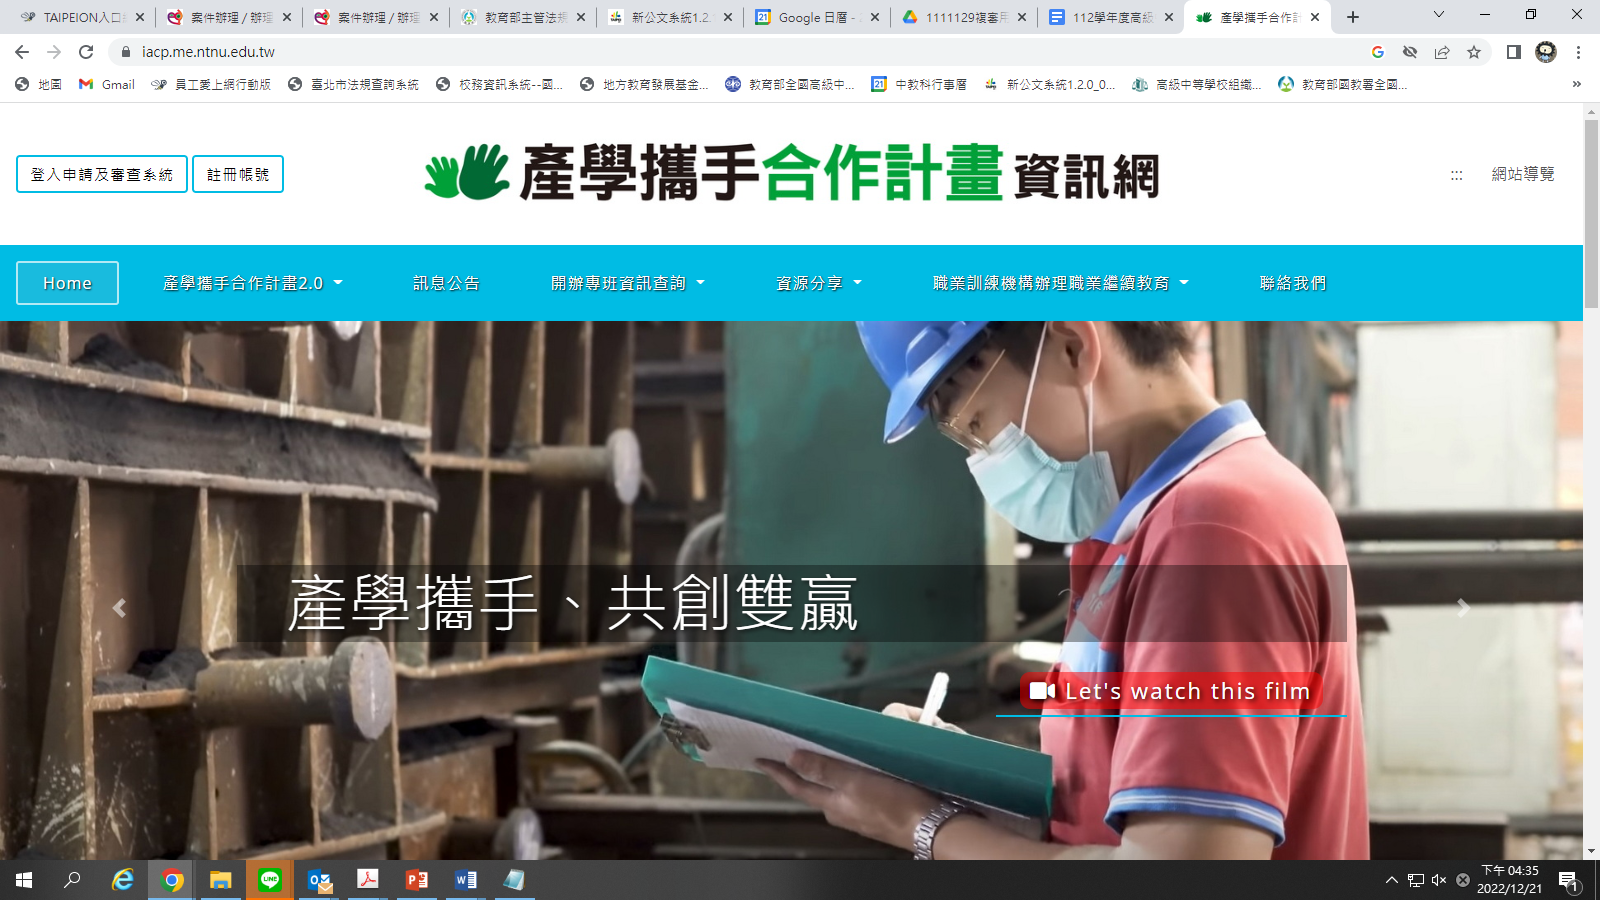 TAIPEION入口
案件辦理 / 辦理
案件辦理 / 辦理
教育部主管法規
新公文系統1.2.
Google 日曆 - 2
1111129複審用
112學年度高級
產學攜手合作計
iacp.me.ntnu.edu.tw
地圖
Gmail
員工愛上網行動版
臺北市法規查詢系統
校務資訊系統--國...
地方教育發展基金...
教育部全國高級中...
中教科行事曆
新公文系統1.2.0_0...
高級中等學校組織...
教育部國教署全國...
登入申請及審查系統
註冊帳號
產學攜手合作計畫 資訊網
:::
網站導覽
Home
產學攜手合作計畫2.0
訊息公告
開辦專班資訊查詢
資源分享
職業訓練機構辦理職業繼續教育
聯絡我們
產學攜手、共創雙贏
Let's watch this film
下午 04:35
2022/12/21
1